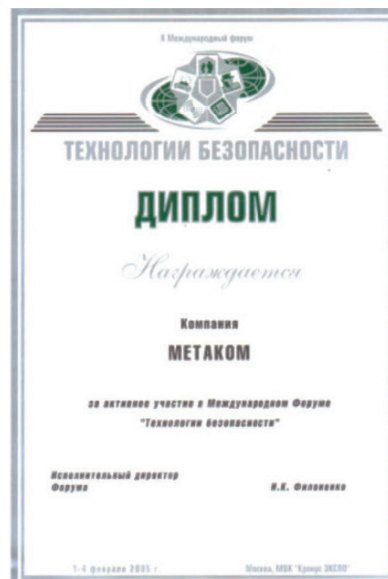 X Международный форум
ТЕХНОЛОГИИ БЕЗОПАСНОСТИ
ДИПЛОМ
Награждается
Компания
МЕТАКОМ
за активное участие в Международном Форуме
"Технологии безопасности"
Исполнительный директор
Форума
И.К. Филоненко
1-4 февраля 2005 г.
Москва, МВК "Крокус ЭКСПО"